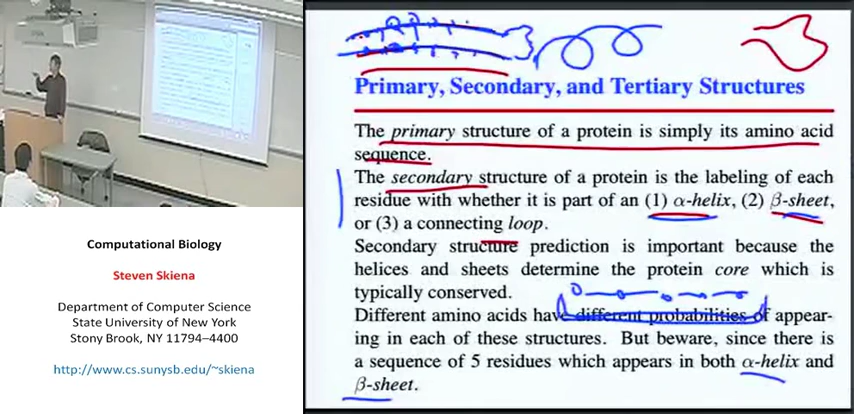 Computational Biology
Steven Skiena
Department of Computer Science
State University of New York
Stony Brook, NY 11794–4400
http://www.cs.sunysb.edu/~skiena
Primary, Secondary, and Tertiary Structures
The primary structure of a protein is simply its amino acid
sequence.
The secondary structure of a protein is the labeling of each
residue with whether it is part of an (1) α-helix, (2) β-sheet,
or (3) a connecting loop.
Secondary structure prediction is important because the
helices and sheets determine the protein core which is
typically conserved.
Different amino acids have different probabilities of appear-
ing in each of these structures. But beware, since there is
a sequence of 5 residues which appears in both α-helix and
β-sheet.